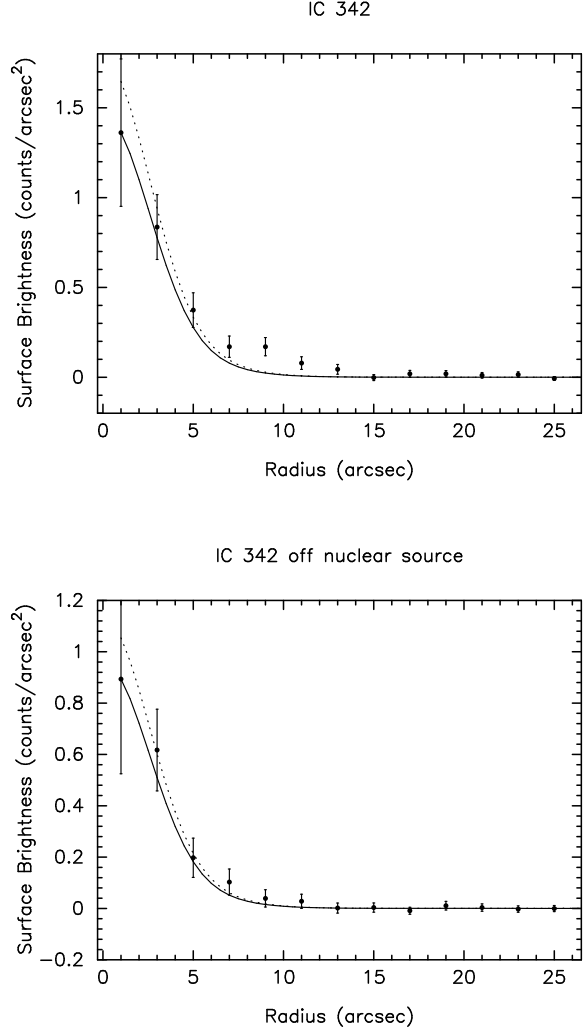 IC 342
Surface Brightness (counts/arcsec²)
1.5
1
0.5
0
0 5 10 15 20 25
Radius (arcsec)
IC 342 off nuclear source
Surface Brightness (counts/arcsec²)
1.2
1
0.8
0.6
0.4
0.2
0
−0.2
0 5 10 15 20 25
Radius (arcsec)